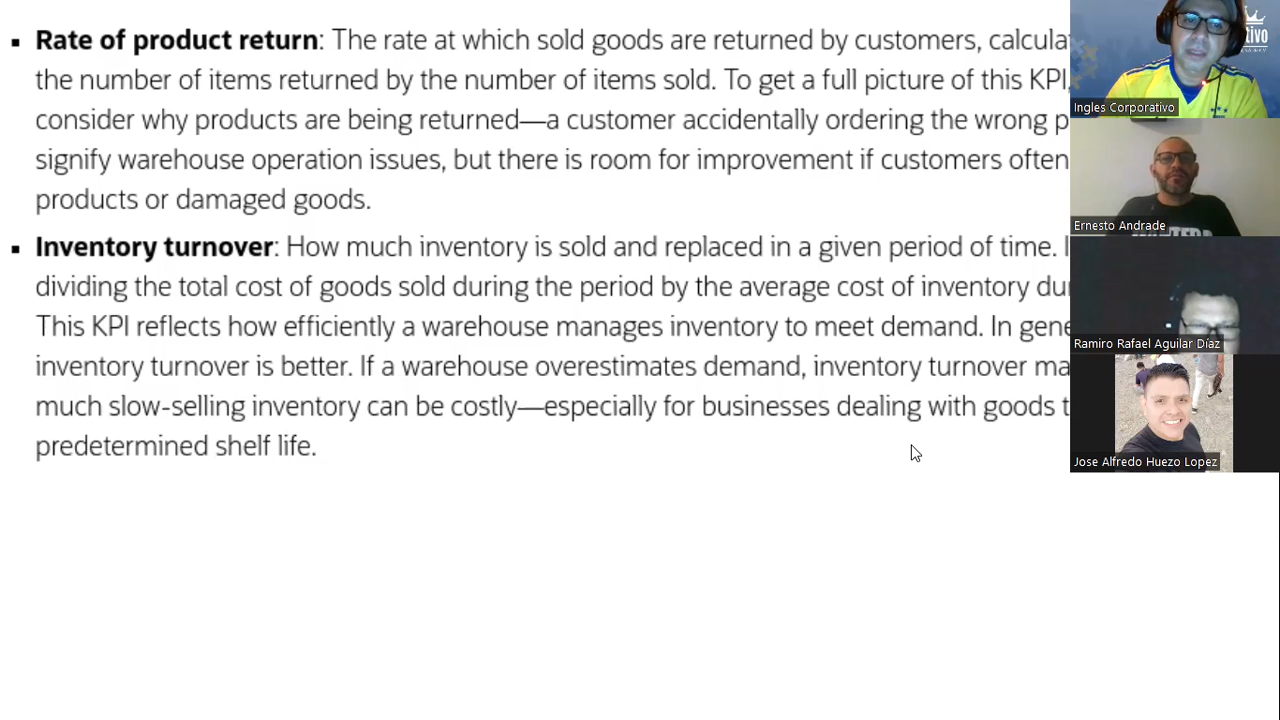 ▪ Rate of product return: The rate at which sold goods are returned by customers, calculat
the number of items returned by the number of items sold. To get a full picture of this KPI,
consider why products are being returned—a customer accidentally ordering the wrong p
signify warehouse operation issues, but there is room for improvement if customers often
products or damaged goods.
▪ Inventory turnover: How much inventory is sold and replaced in a given period of time. I
dividing the total cost of goods sold during the period by the average cost of inventory du
This KPI reflects how efficiently a warehouse manages inventory to meet demand. In gene
inventory turnover is better. If a warehouse overestimates demand, inventory turnover ma
much slow-selling inventory can be costly—especially for businesses dealing with goods t
predetermined shelf life.
Ingles Corporativo
Ernesto Andrade
Ramiro Rafael Aguilar Díaz
Jose Alfredo Huezo Lopez